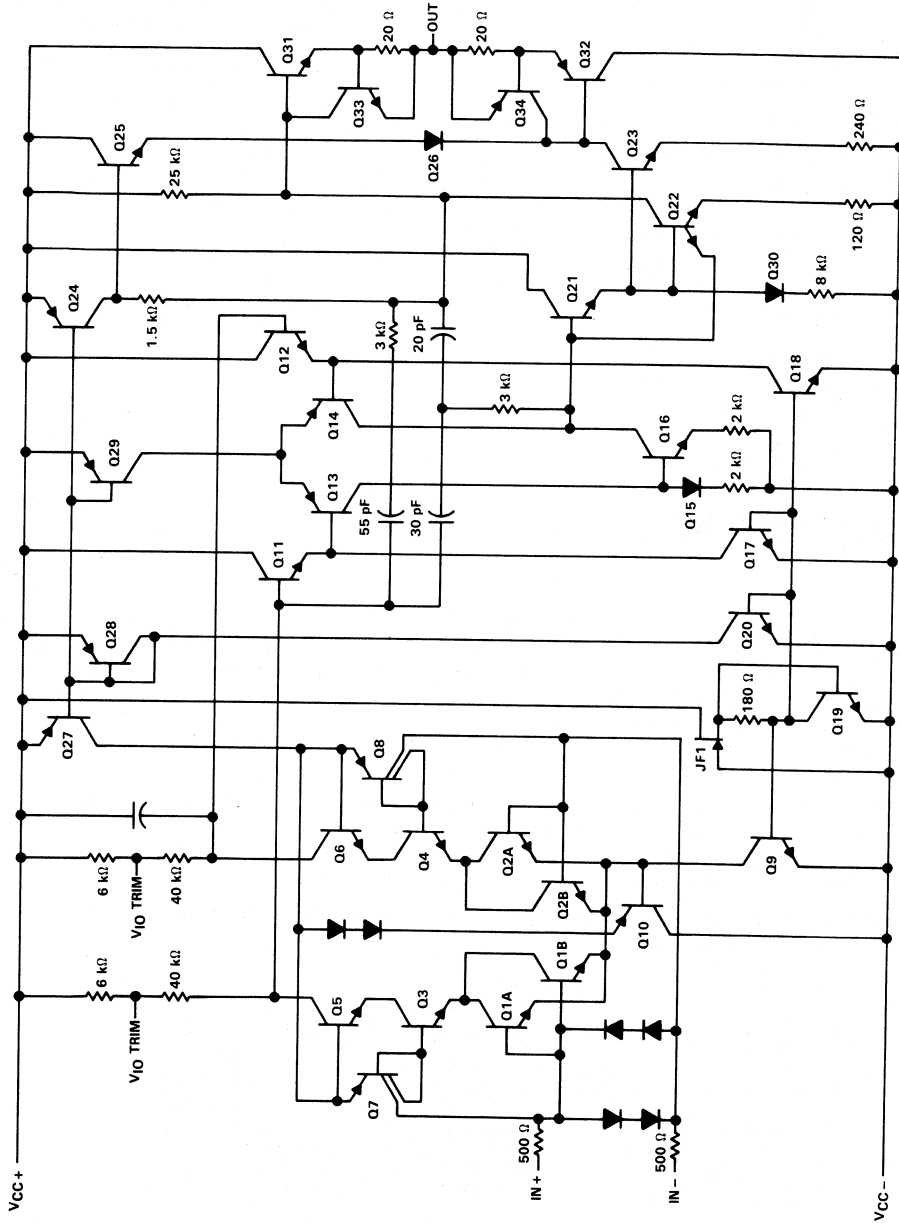 VCC+
6 kΩ
VIO TRIM
40 kΩ
6 kΩ
VIO TRIM
40 kΩ
Q27
Q28
Q29
Q24
Q25
25 kΩ
Q31
20 Ω
OUT
20 Ω
Q33
Q34
Q32
Q26
1.5 kΩ
Q12
Q11
Q13
Q14
55 pF
30 pF
3 kΩ
20 pF
3 kΩ
Q5
Q6
Q7
Q8
Q3
Q4
Q1A
Q1B
Q2A
Q2B
Q10
Q9
IN+
500 Ω
IN−
500 Ω
JF1
180 Ω
Q19
Q20
Q17
Q18
Q15
Q16
2 kΩ
2 kΩ
Q21
Q22
Q23
Q30
8 kΩ
120 Ω
240 Ω
VCC−